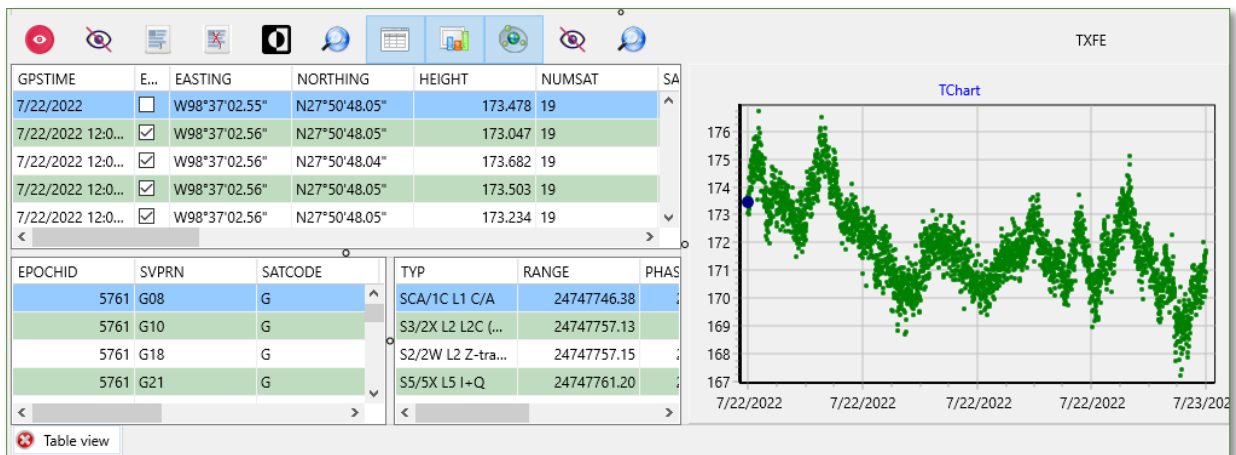 TXFE
GPSTIME E... EASTING NORTHING HEIGHT NUMSAT SA
7/22/2022 W98°37'02.55" N27°50'48.05" 173.478 19
7/22/2022 12:0... W98°37'02.56" N27°50'48.05" 173.047 19
7/22/2022 12:0... W98°37'02.56" N27°50'48.04" 173.682 19
7/22/2022 12:0... W98°37'02.56" N27°50'48.05" 173.503 19
7/22/2022 12:0... W98°37'02.56" N27°50'48.05" 173.234 19
EPOCHID SVPRN SATCODE
5761 G08 G
5761 G10 G
5761 G18 G
5761 G21 G
TYP RANGE PHAS
SCA/1C L1 C/A 24747746.38
S3/2X L2 L2C (... 24747757.13
S2/2W L2 Z-tra... 24747757.15
S5/5X L5 I+Q 24747761.20
TChart
176
175
174
173
172
171
170
169
168
167
7/22/2022 7/22/2022 7/22/2022 7/22/2022 7/23/202
Table view